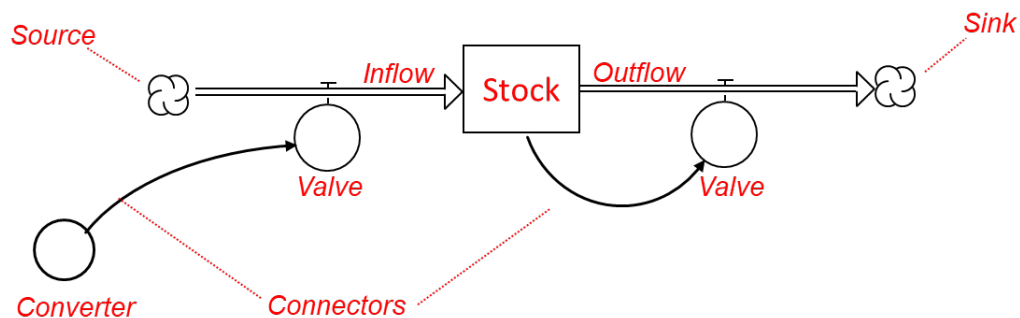 Source
Sink
Inflow
Stock
Outflow
Valve
Valve
Converter
Connectors